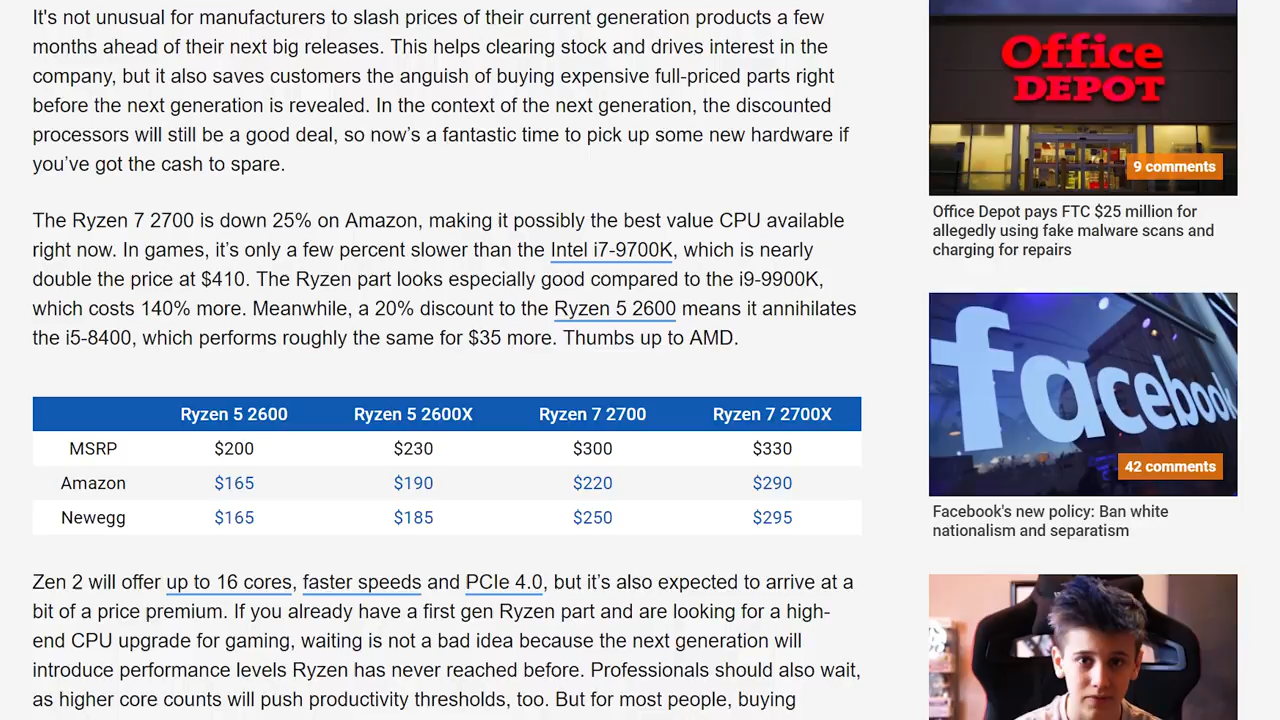 It's not unusual for manufacturers to slash prices of their current generation products a few
months ahead of their next big releases. This helps clearing stock and drives interest in the
company, but it also saves customers the anguish of buying expensive full-priced parts right
before the next generation is revealed. In the context of the next generation, the discounted
processors will still be a good deal, so now’s a fantastic time to pick up some new hardware if
you’ve got the cash to spare.
The Ryzen 7 2700 is down 25% on Amazon, making it possibly the best value CPU available
right now. In games, it’s only a few percent slower than the Intel i7-9700K, which is nearly
double the price at $410. The Ryzen part looks especially good compared to the i9-9900K,
which costs 140% more. Meanwhile, a 20% discount to the Ryzen 5 2600 means it annihilates
the i5-8400, which performs roughly the same for $35 more. Thumbs up to AMD.
Ryzen 5 2600 Ryzen 5 2600X Ryzen 7 2700 Ryzen 7 2700X
MSRP $200 $230 $300 $330
Amazon $165 $190 $220 $290
Newegg $165 $185 $250 $295
Zen 2 will offer up to 16 cores, faster speeds and PCIe 4.0, but it’s also expected to arrive at a
bit of a price premium. If you already have a first gen Ryzen part and are looking for a high-
end CPU upgrade for gaming, waiting is not a bad idea because the next generation will
introduce performance levels Ryzen has never reached before. Professionals should also wait,
as higher core counts will push productivity thresholds, too. But for most people, buying
Office
DEPOT
9 comments
Office Depot pays FTC $25 million for
allegedly using fake malware scans and
charging for repairs
facebook
42 comments
Facebook's new policy: Ban white
nationalism and separatism